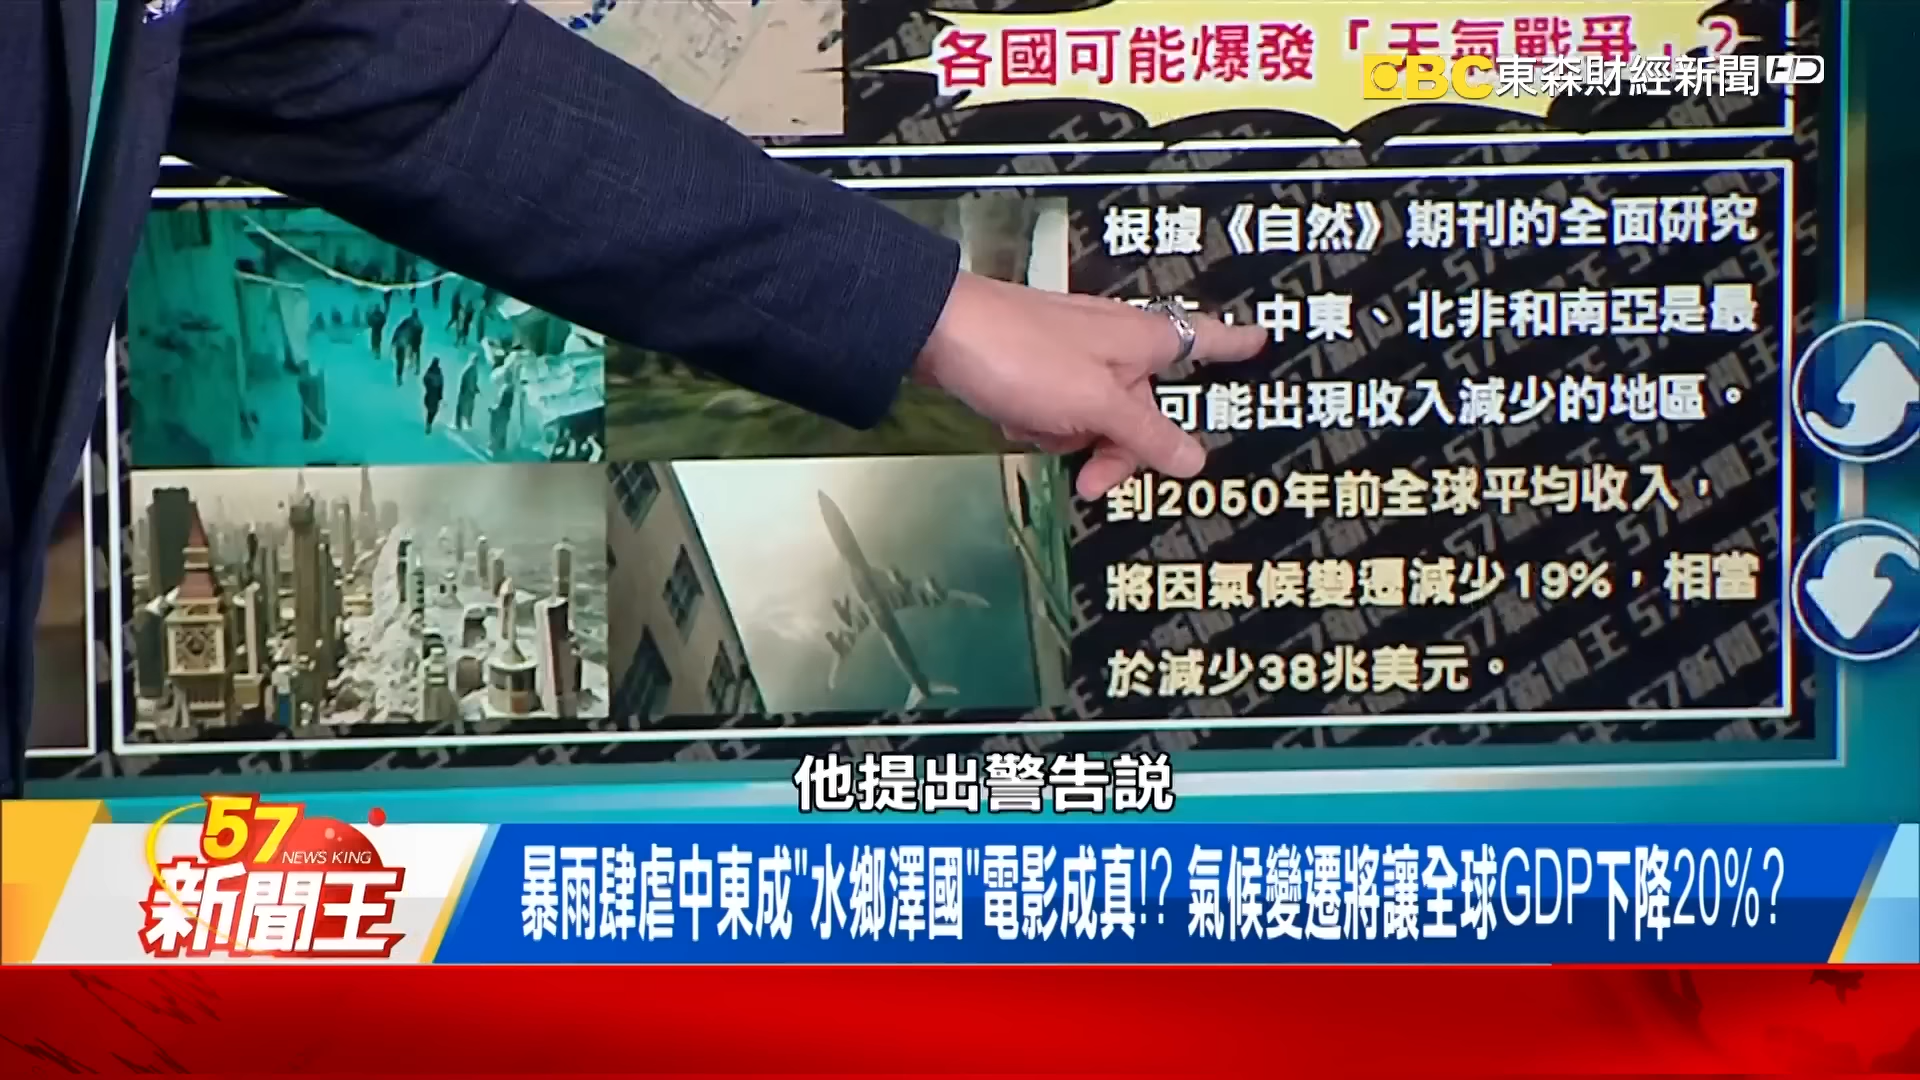 各國可能爆發「天氣戰爭」?
EBC東森財經新聞HD
根據《自然》期刊的全面研究
，中東、北非和南亞是最
可能出現收入減少的地區。
到2050年前全球平均收入，
將因氣候變遷減少19%，相當
於減少38兆美元。
他提出警告説
57
NEWS KING
新聞王
暴雨肆虐中東成"水鄉澤國"電影成真!? 氣候變遷將讓全球GDP下降20%?